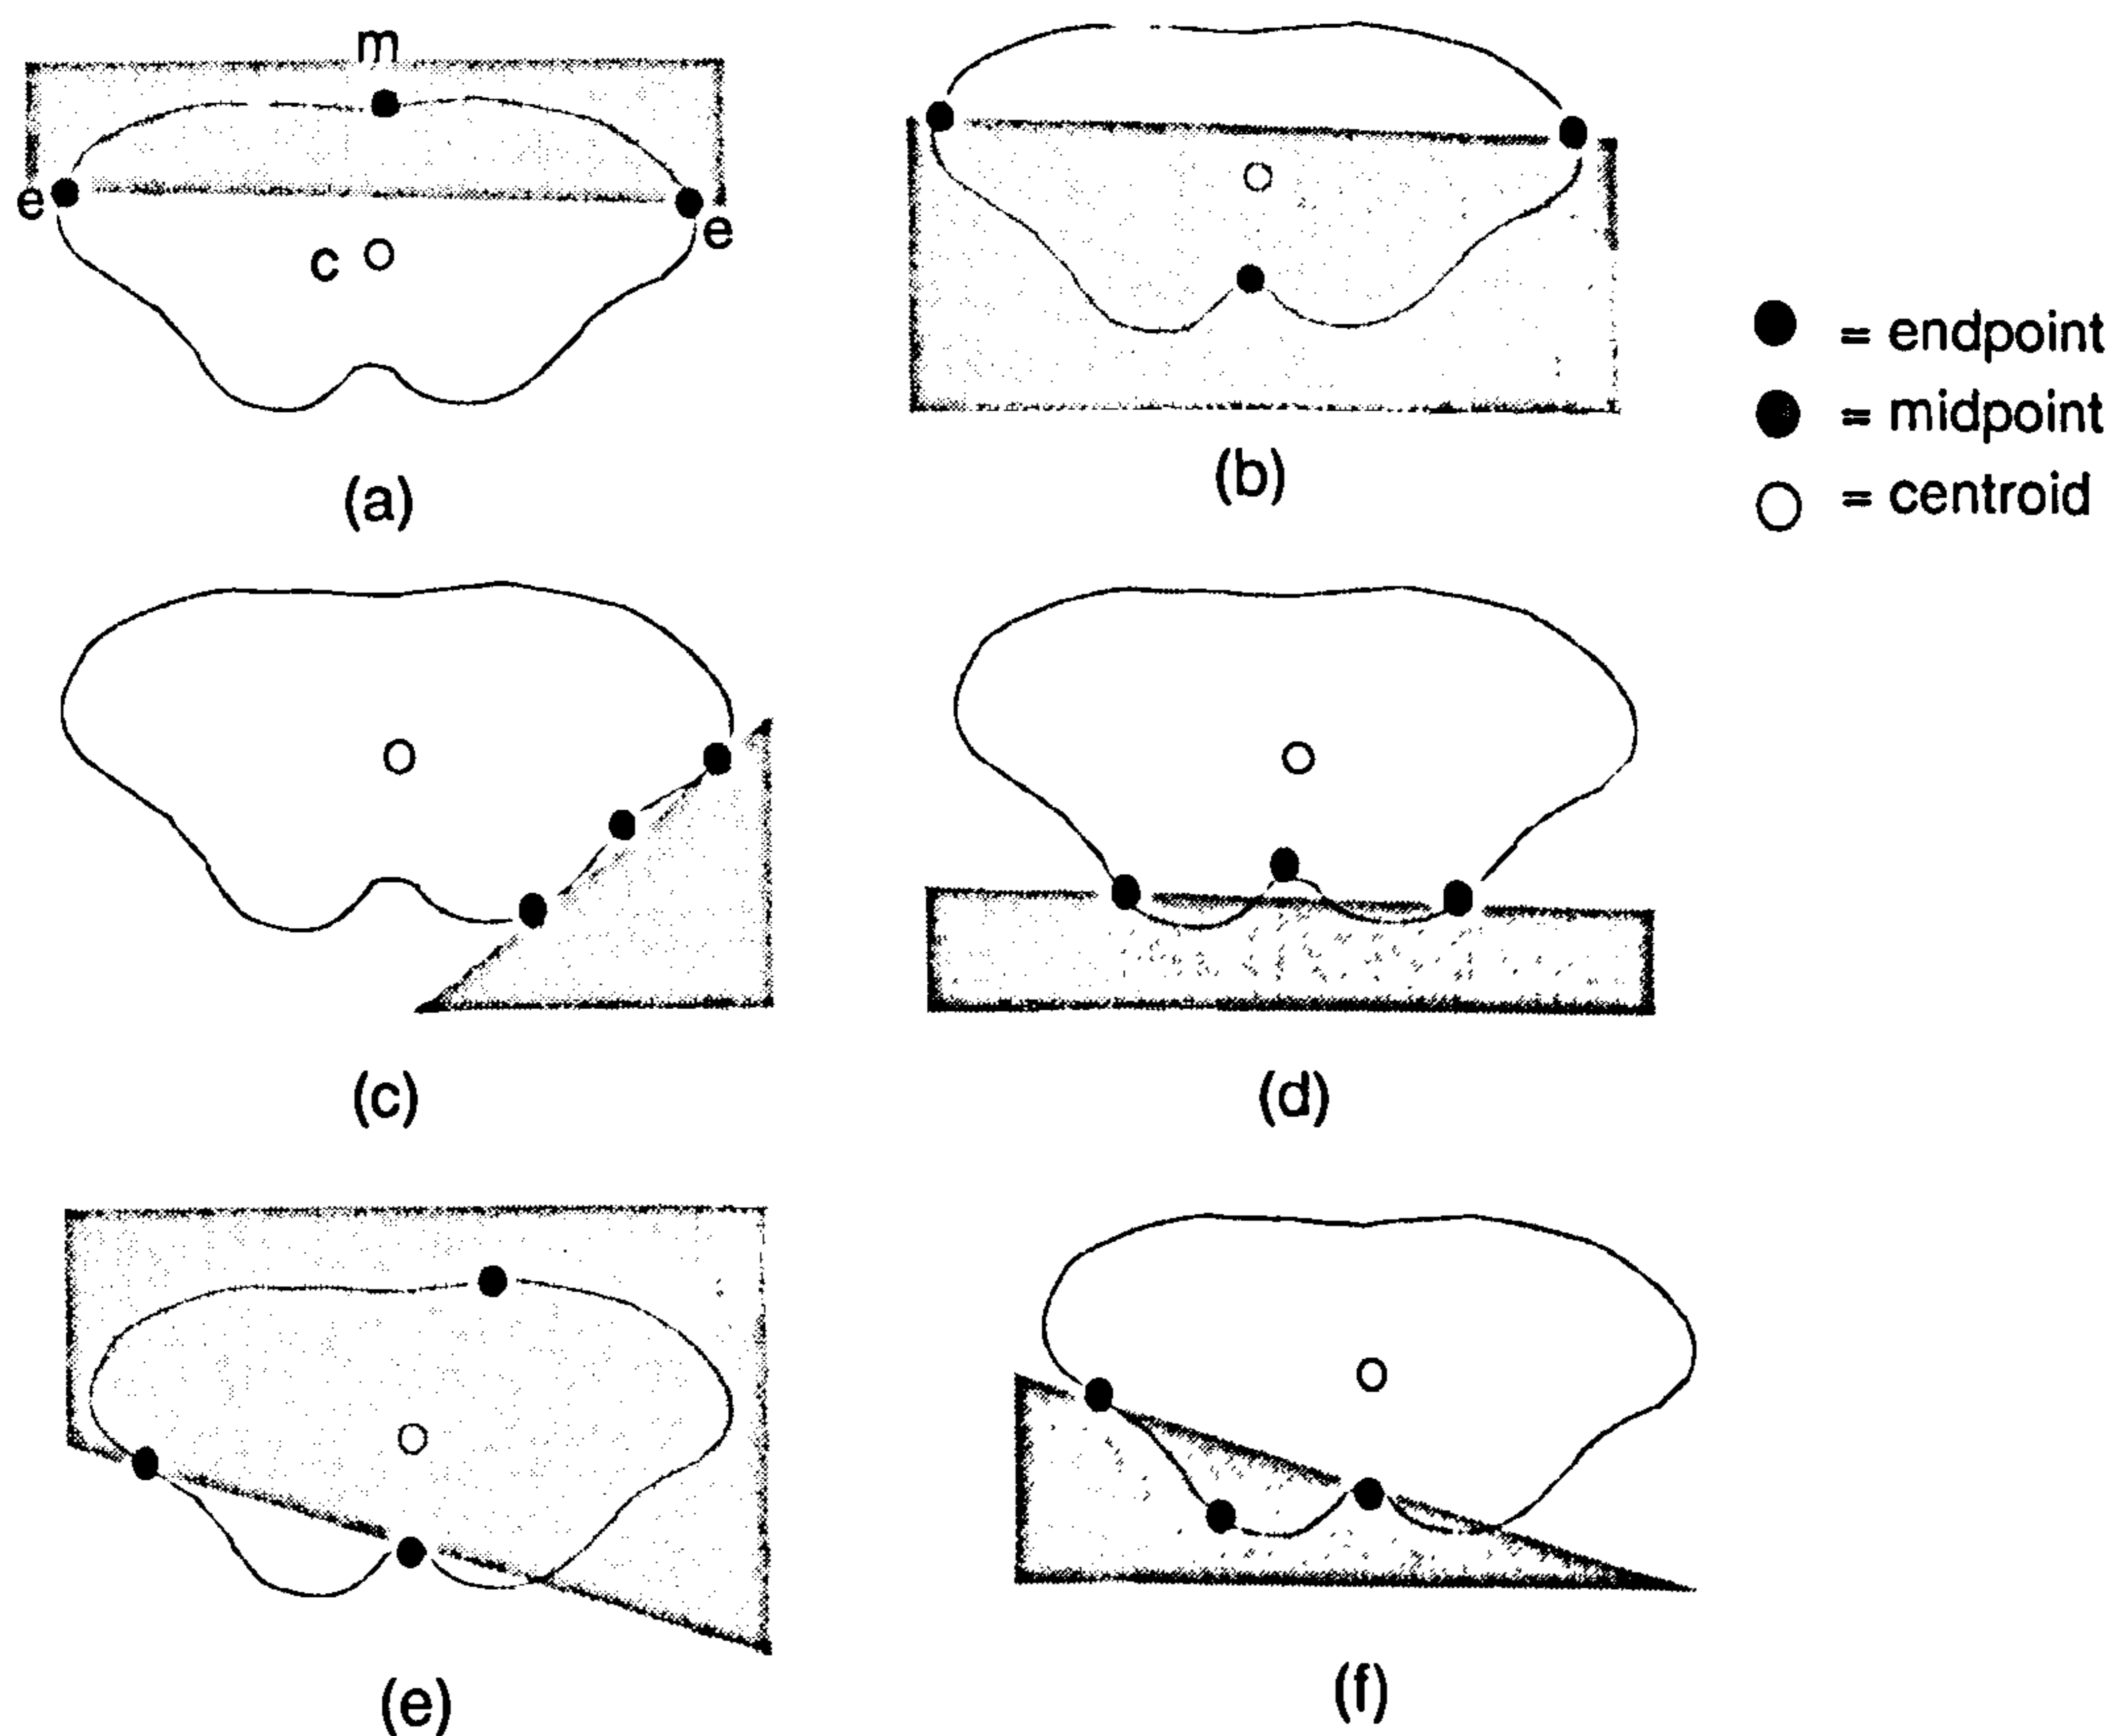 m
e
e
c
(a)
(b)
= endpoint
= midpoint
= centroid
(c)
(d)
(e)
(f)